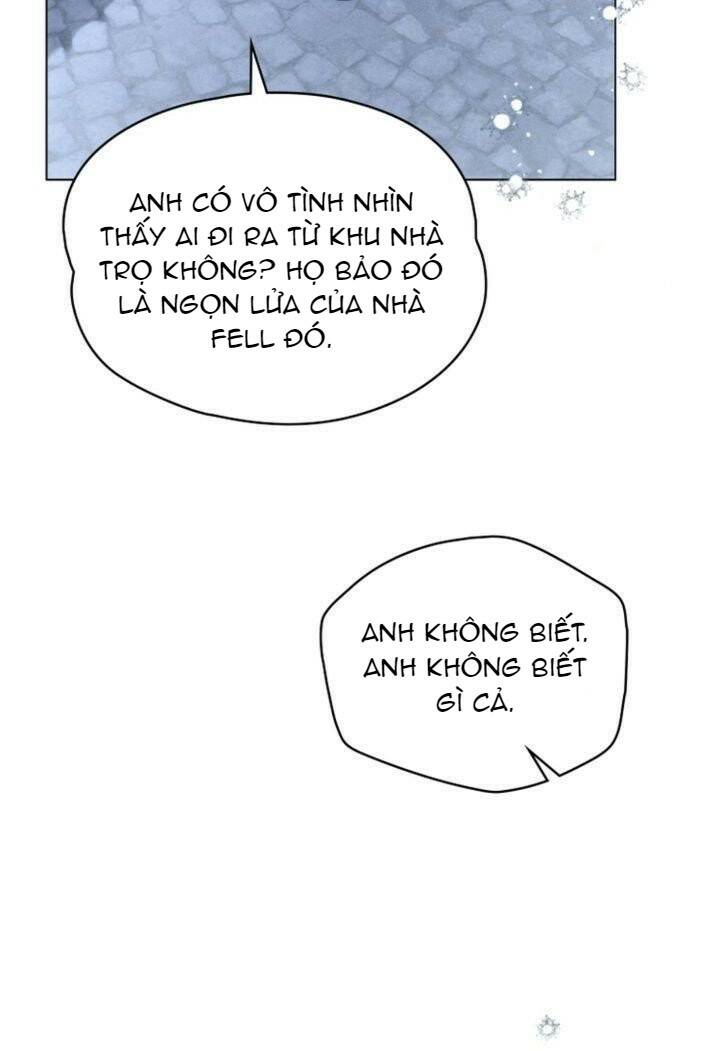 ANH CÓ VÔ TÌNH NHÌN
THẤY AI ĐI RA TỪ KHU NHÀ
TRỌ KHÔNG? HỌ BẢO ĐÓ
LÀ NGỌN LỬA CỦA NHÀ
FELL ĐÓ.
ANH KHÔNG BIẾT.
ANH KHÔNG BIẾT
GÌ CẢ.